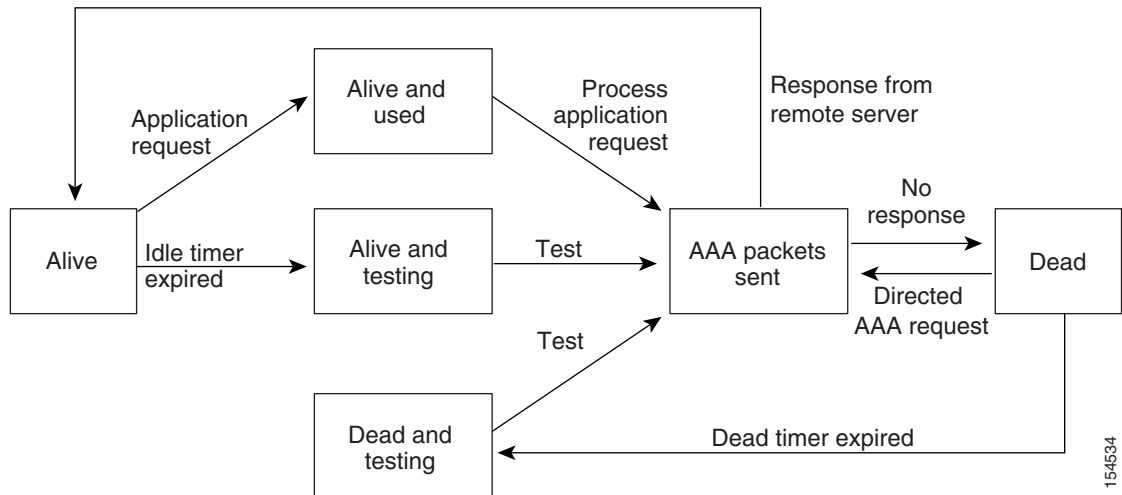 Alive and
used
Application
request
Process
application
request
Response from
remote server
Alive
Idle timer
expired
Alive and
testing
Test
AAA packets
sent
No
response
Directed
AAA request
Dead
Test
Dead and
testing
Dead timer expired
154534